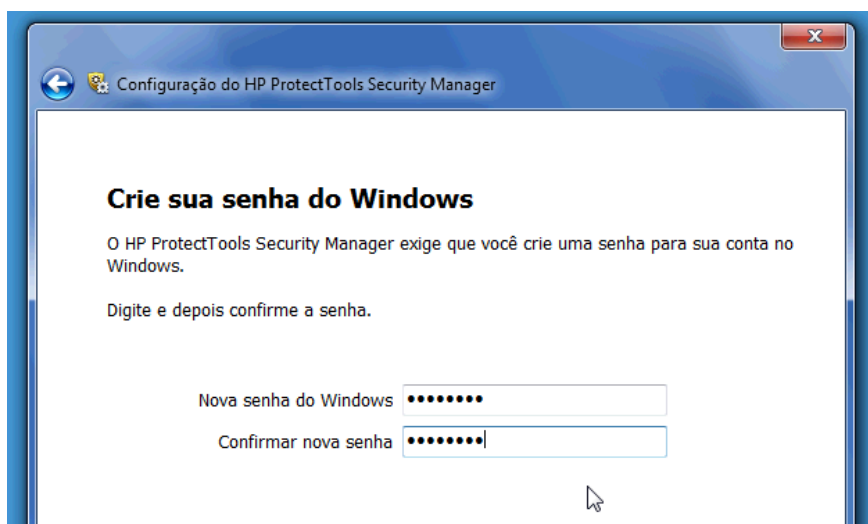 Configuração do HP ProtectTools Security Manager
Crie sua senha do Windows
O HP ProtectTools Security Manager exige que você crie uma senha para sua conta no
Windows.
Digite e depois confirme a senha.
Nova senha do Windows ••••••••
Confirmar nova senha ••••••••